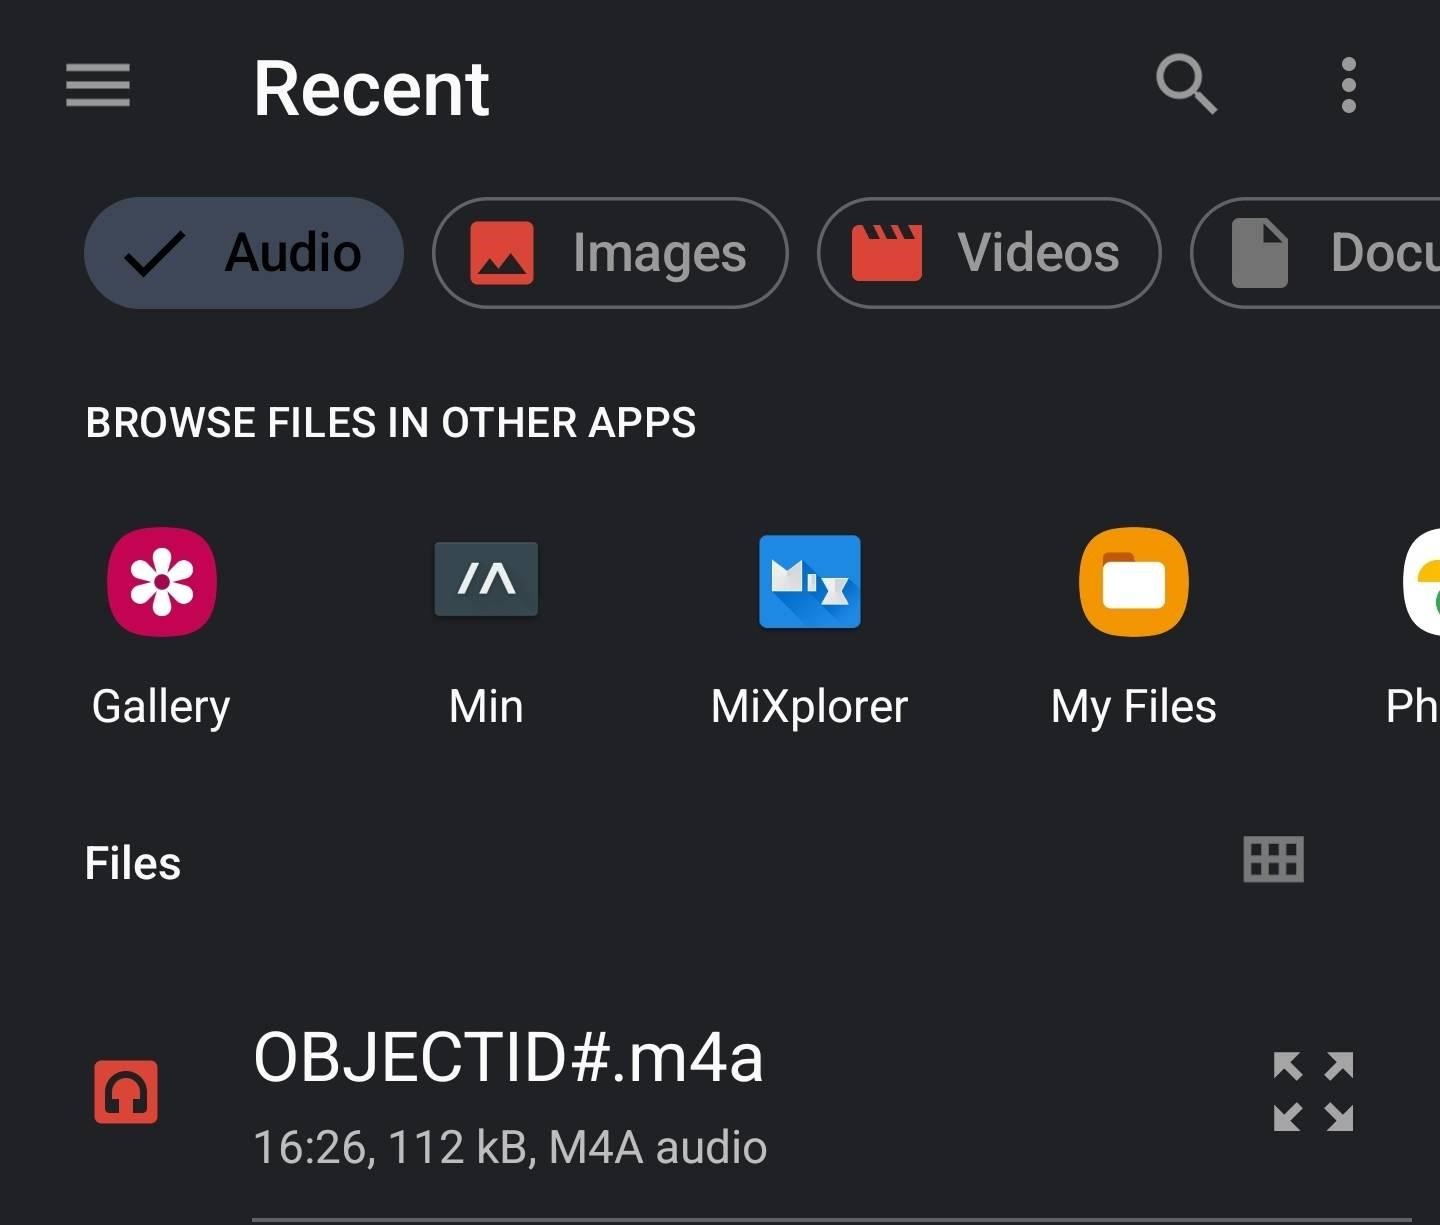 Recent
Audio Images Videos Docu
BROWSE FILES IN OTHER APPS
Gallery Min MiXplorer My Files Ph
Files
OBJECTID#.m4a
16:26, 112 kB, M4A audio